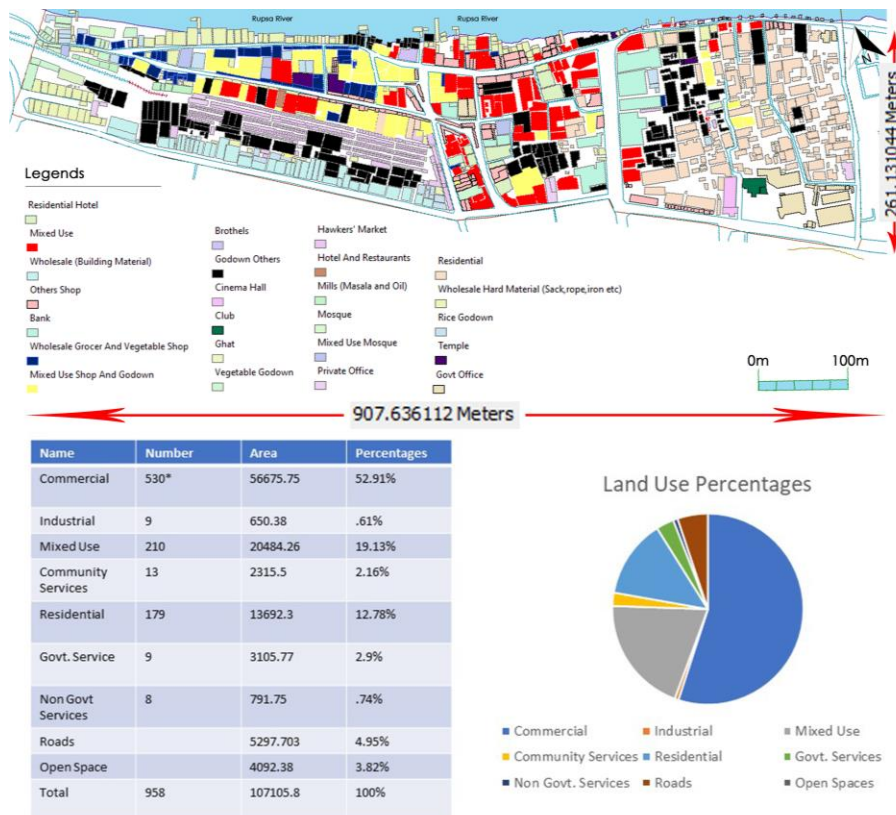 Rupsa River
Rupsa River
N
261.13044 Meters
Legends
Residential Hotel
Mixed Use
Wholesale (Building Material)
Others Shop
Bank
Wholesale Grocer And Vegetable Shop
Mixed Use Shop And Godown
Brothels
Godown Others
Cinema Hall
Club
Ghat
Vegetable Godown
Hawkers' Market
Hotel And Restaurants
Mills (Masala and Oil)
Mosque
Mixed Use Mosque
Private Office
Residential
Wholesale Hard Material (Sack,rope,iron etc)
Rice Godown
Temple
Govt Office
0m 100m
907.636112 Meters
Name Number Area Percentages
Commercial 530* 56675.75 52.91%
Industrial 9 650.38 .61%
Mixed Use 210 20484.26 19.13%
Community Services 13 2315.5 2.16%
Residential 179 13692.3 12.78%
Govt. Service 9 3105.77 2.9%
Non Govt Services 8 791.75 .74%
Roads 5297.703 4.95%
Open Space 4092.38 3.82%
Total 958 107105.8 100%
Land Use Percentages
Commercial Industrial Mixed Use
Community Services Residential Govt. Services
Non Govt. Services Roads Open Spaces